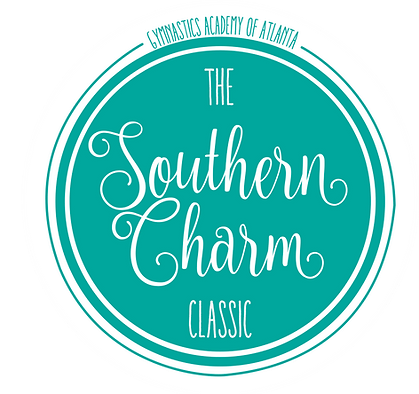 GYMNASTICS ACADEMY OF ATLANTA
THE
Southern
Charm
CLASSIC